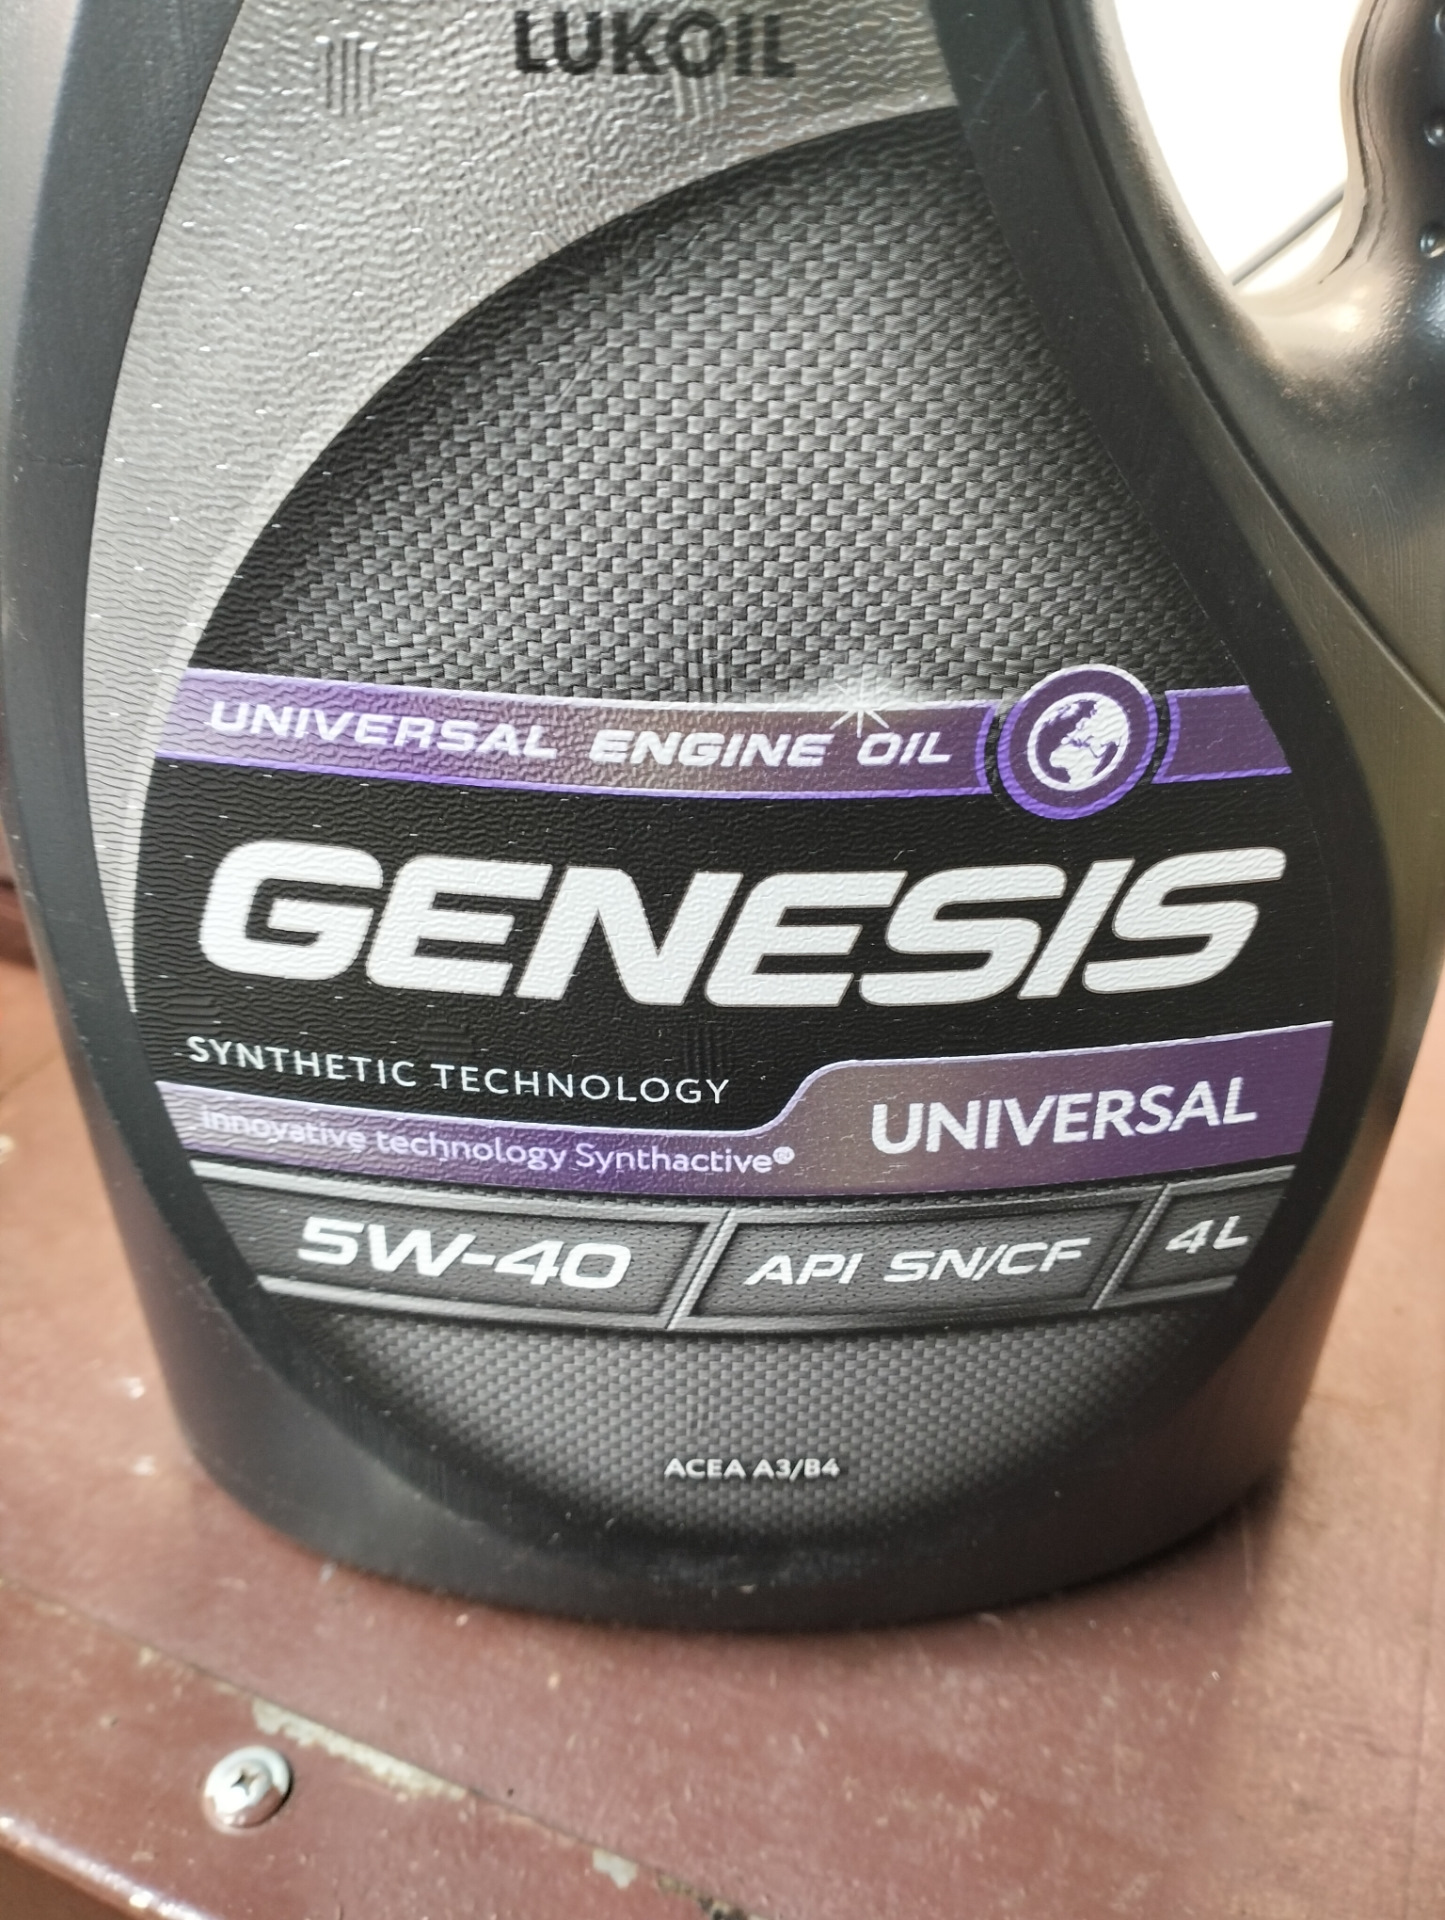 LUKOIL
UNIVERSAL ENGINE OIL
GENESIS
SYNTHETIC TECHNOLOGY
innovative technology Synthactive®
UNIVERSAL
5W-40
API SN/CF
4L
ACEA A3/B4